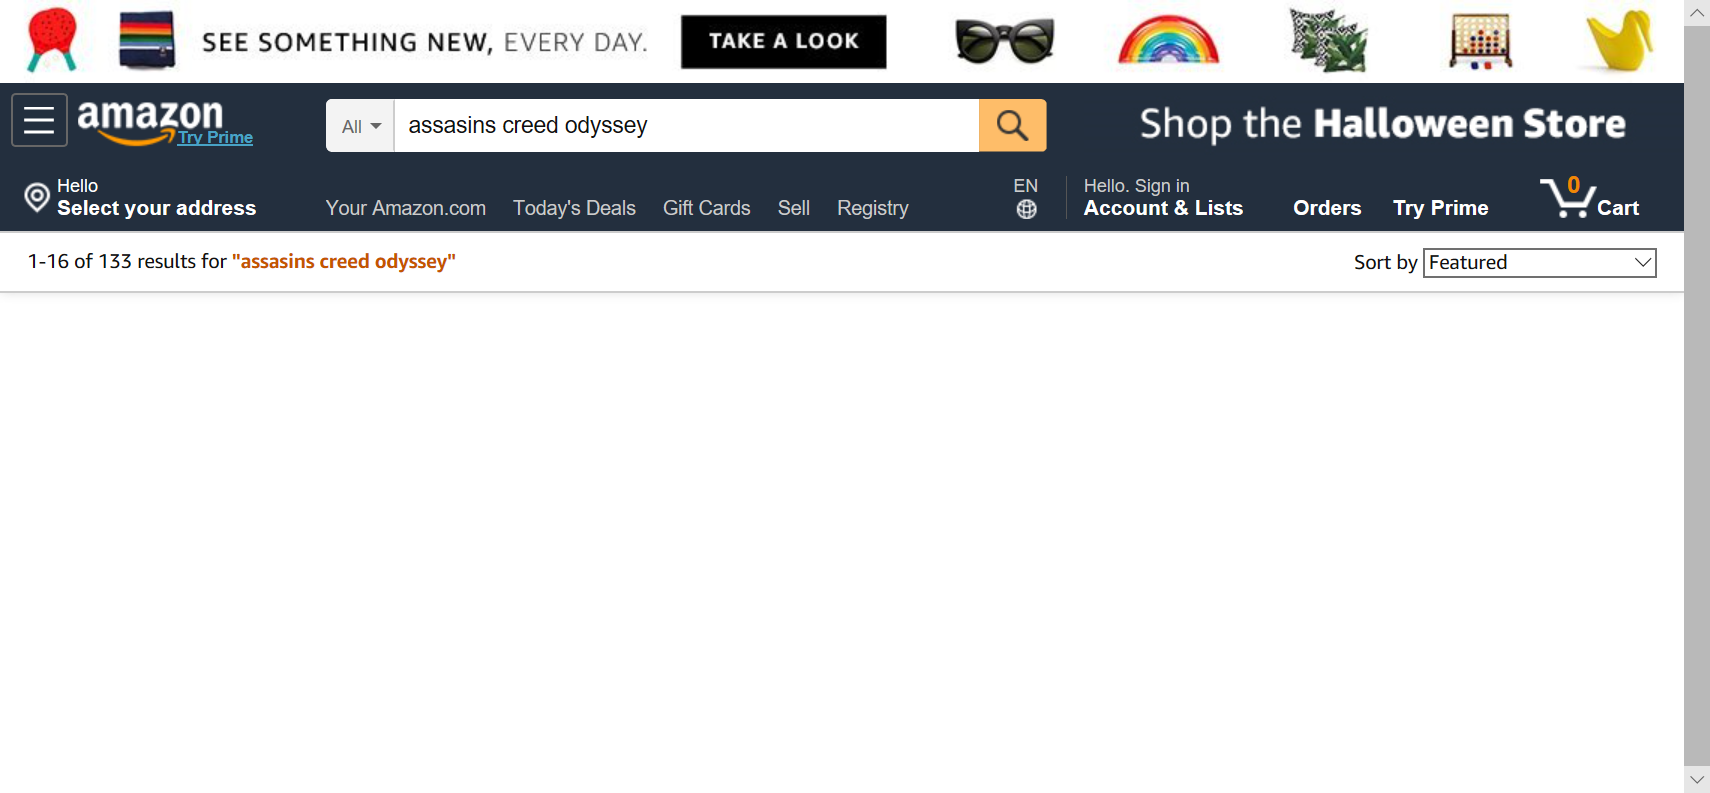 SEE SOMETHING NEW, EVERY DAY. TAKE A LOOK
amazon
Try Prime
All
assasins creed odyssey
Shop the Halloween Store
Hello
Select your address
Your Amazon.com Today's Deals Gift Cards Sell Registry
EN
Hello. Sign in
Account & Lists
Orders
Try Prime
0
Cart
1-16 of 133 results for "assasins creed odyssey"
Sort by Featured